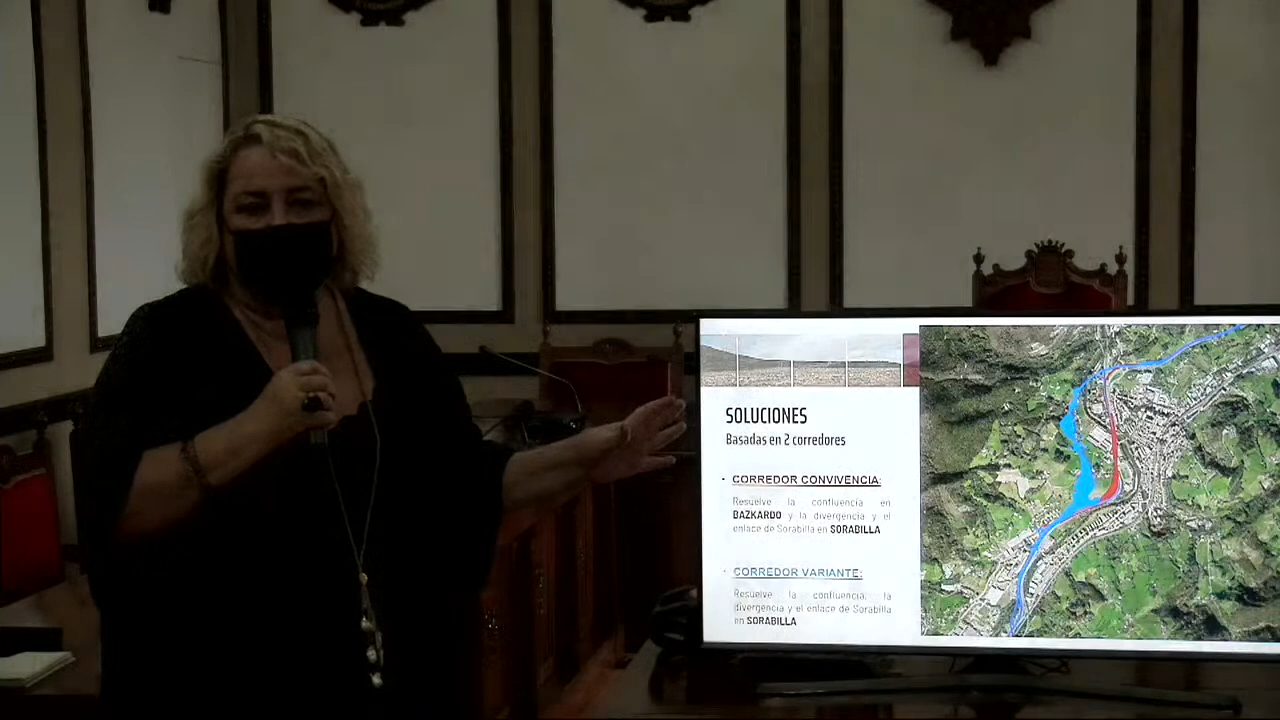 SOLUCIONES
Basadas en 2 corredores
· CORREDOR CONVIVENCIA:
Resuelve la confluencia en
BAZKARDO y la divergencia y el
enlace de Sorabilla en SORABILLA
· CORREDOR VARIANTE:
Resuelve la confluencia, la
divergencia y el enlace de Sorabilla
en SORABILLA